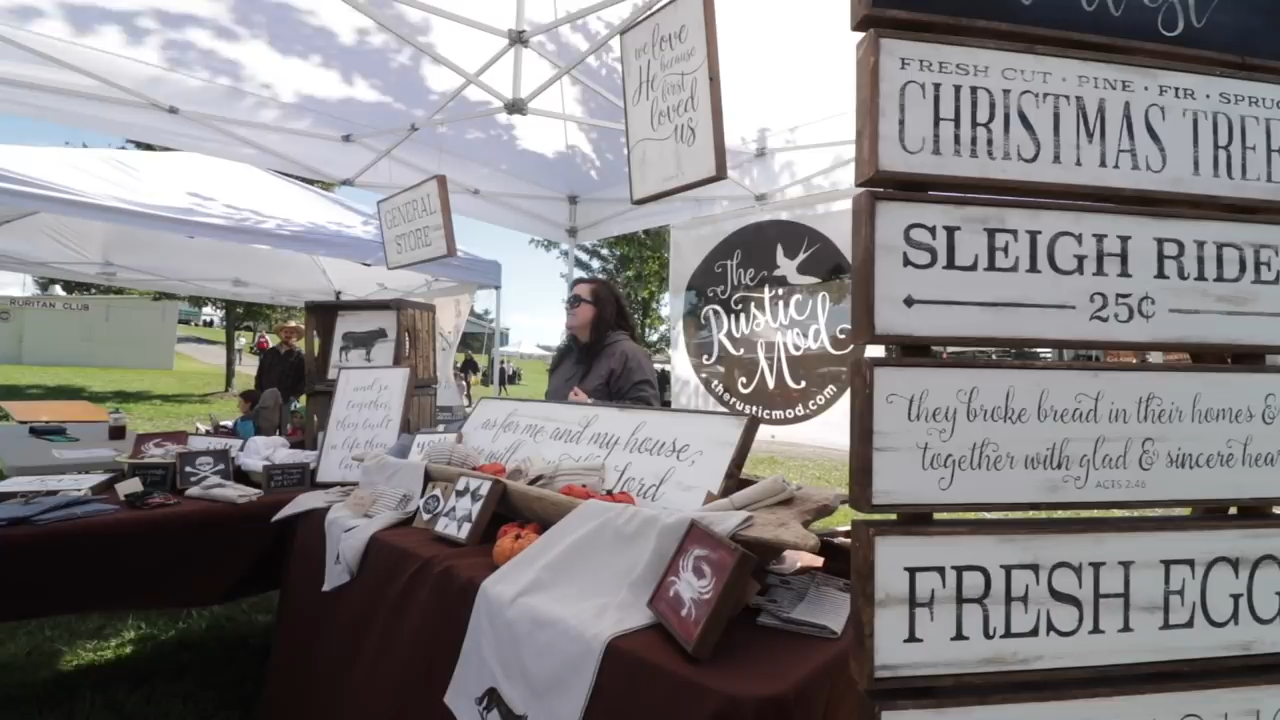 we love
because
He first
loved
us
FRESH CUT · PINE · FIR · SPRUC
CHRISTMAS TREE
GENERAL
STORE
SLEIGH RIDE
25¢
The
Rustic
Mod
therusticmod.com
RURITAN CLUB
they broke bread in their homes &
together with glad & sincere hear
ACTS 2:46
and so
together
they built
a life they
as for me and my house,
we will
Lord
FRESH EGG